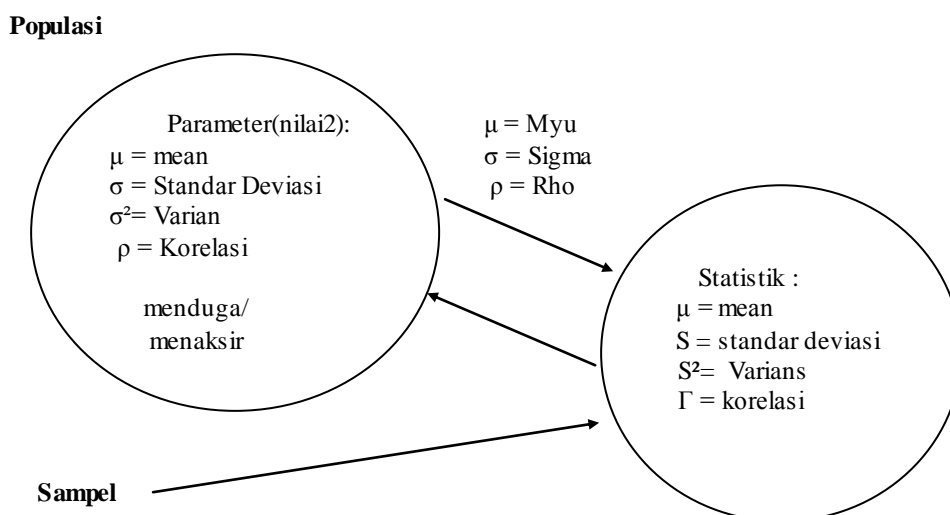 Populasi
Parameter(nilai2):
μ = mean
σ = Standar Deviasi
σ²= Varian
ρ = Korelasi
menduga/
menaksir
μ = Myu
σ = Sigma
ρ = Rho
Statistik :
μ = mean
S = standar deviasi
S²= Varians
Γ = korelasi
Sampel